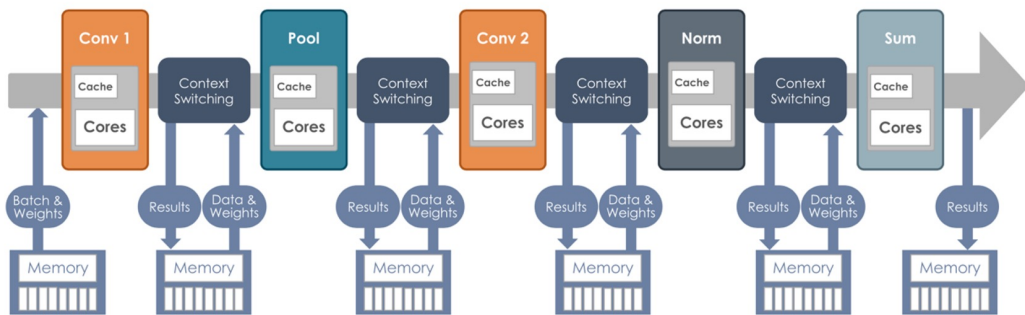 Conv 1
Pool
Conv 2
Norm
Sum
Cache
Cores
Context
Switching
Cache
Cores
Context
Switching
Cache
Cores
Context
Switching
Cache
Cores
Context
Switching
Cache
Cores
Batch &
Weights
Results
Data &
Weights
Results
Data &
Weights
Results
Data &
Weights
Results
Data &
Weights
Results
Memory
Memory
Memory
Memory
Memory
Memory